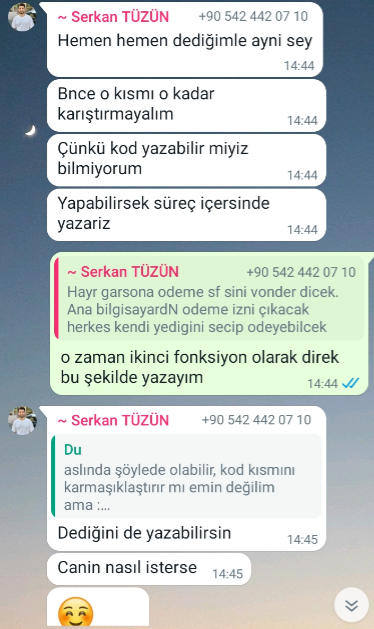 ~ Serkan TÜZÜN +90 542 442 07 10
Hemen hemen dediğimle ayni sey
14:44
Bnce o kısmı o kadar
karıştırmayalım
14:44
Çünkü kod yazabilir miyiz
bilmiyorum
14:44
Yapabilirsek süreç içersinde
yazariz
14:44
~ Serkan TÜZÜN +90 542 442 07 10
Hayr garsona odeme sf sini vonder dicek.
Ana bilgisayardN odeme izni çıkacak
herkes kendi yedigini secip odeyebilcek
o zaman ikinci fonksiyon olarak direk
bu şekilde yazayım
14:44
~ Serkan TÜZÜN +90 542 442 07 10
Du
aslında şöylede olabilir, kod kısmını
karmaşıklaştırır mı emin değilim
ama :...
Dediğini de yazabilirsin
14:45
Canin nasıl isterse
14:45